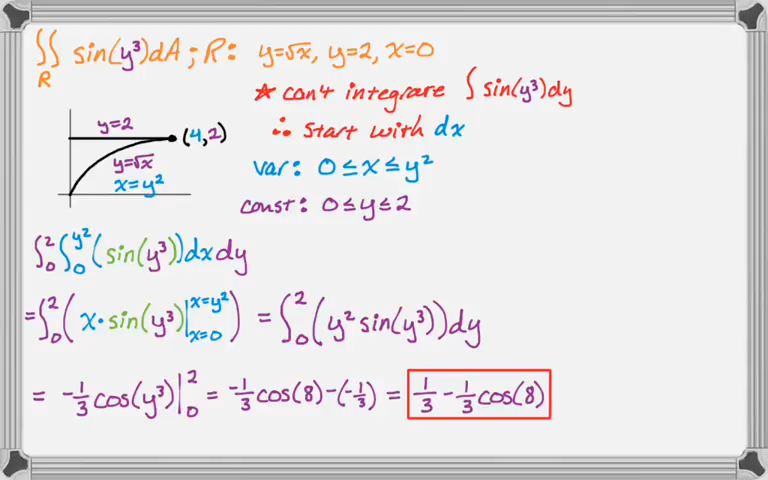 ∬_R sin(y³)dA ; R: y=√x, y=2, x=0
★ can't integrare ∫ sin(y³)dy
∴ start with dx
y=2
(4,2)
y=√x
x=y²
var: 0 ≤ x ≤ y²
const: 0 ≤ y ≤ 2
∫₀² ∫₀^{y²} (sin(y³))dx dy
= ∫₀² ( x • sin(y³) |_{x=0}^{x=y²} ) = ∫₀² (y² sin(y³))dy
= -1/3 cos(y³) |₀² = -1/3 cos(8) - (-1/3) = 1/3 - 1/3 cos(8)